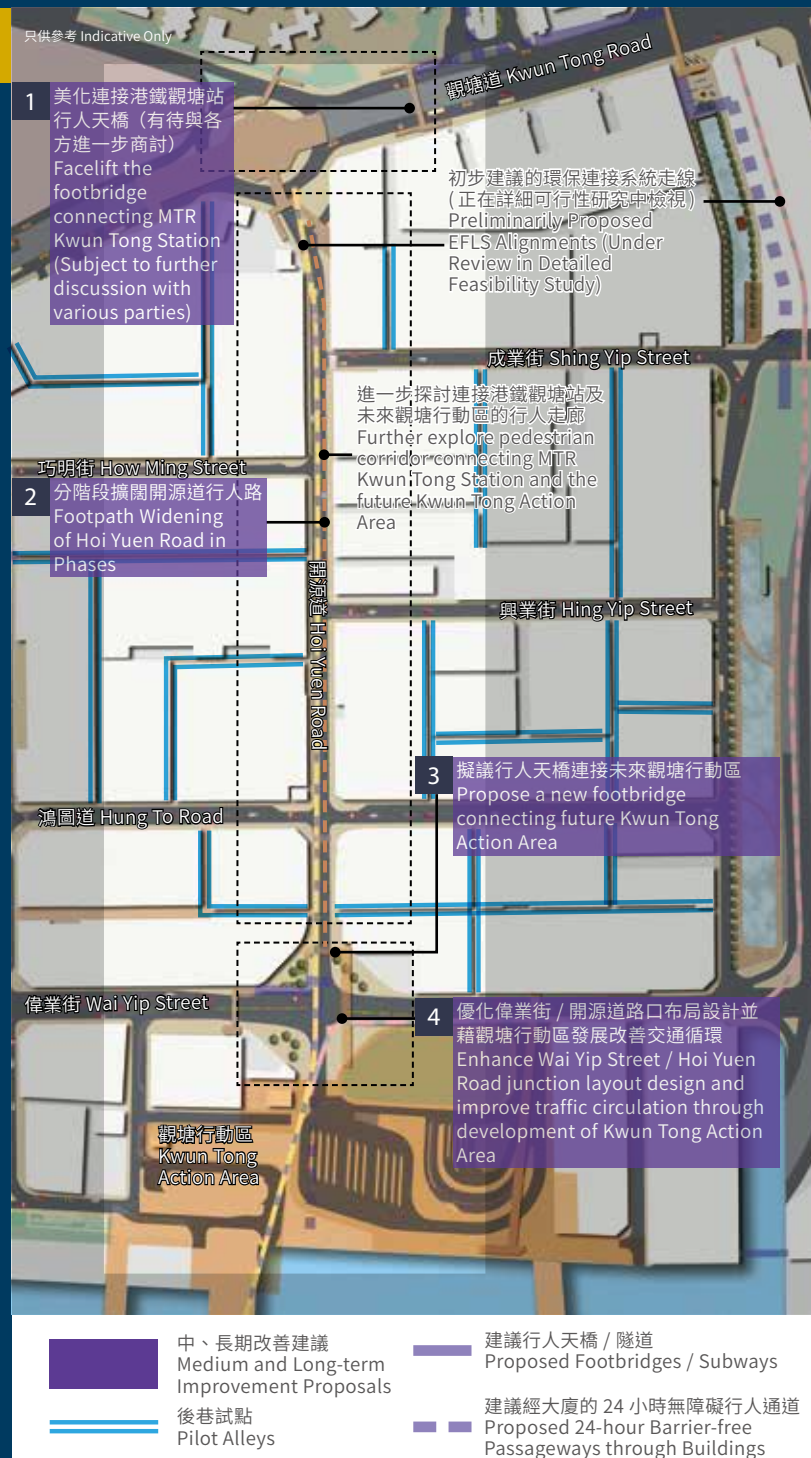 只供參考 Indicative Only
觀塘道 Kwun Tong Road
1
美化連接港鐵觀塘站
行人天橋（有待與各
方進一步商討）
Facelift the
footbridge
connecting MTR
Kwun Tong Station
(Subject to further
discussion with
various parties)
初步建議的環保連接系統走線
(正在詳細可行性研究中檢視)
Preliminarily Proposed
EFLS Alignments (Under
Review in Detailed
Feasibility Study)
成業街 Shing Yip Street
進一步探討連接港鐵觀塘站及
未來觀塘行動區的行人走廊
Further explore pedestrian
corridor connecting MTR
Kwun Tong Station and the
future Kwun Tong Action
Area
巧明街 How Ming Street
2
分階段擴闊開源道行人路
Footpath Widening
of Hoi Yuen Road in
Phases
開源道 Hoi Yuen Road
興業街 Hing Yip Street
3
擬議行人天橋連接未來觀塘行動區
Propose a new footbridge
connecting future Kwun Tong
Action Area
鴻圖道 Hung To Road
偉業街 Wai Yip Street
4
優化偉業街 / 開源道路口布局設計並
藉觀塘行動區發展改善交通循環
Enhance Wai Yip Street / Hoi Yuen
Road junction layout design and
improve traffic circulation through
development of Kwun Tong Action
Area
觀塘行動區
Kwun Tong
Action Area
中、長期改善建議
Medium and Long-term
Improvement Proposals
後巷試點
Pilot Alleys
建議行人天橋 / 隧道
Proposed Footbridges / Subways
建議經大廈的 24 小時無障礙行人通道
Proposed 24-hour Barrier-free
Passageways through Buildings